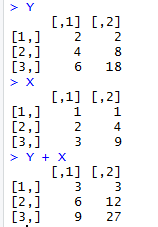 > Y
     [,1] [,2]
[1,]    2    2
[2,]    4    8
[3,]    6   18
> X
     [,1] [,2]
[1,]    1    1
[2,]    2    4
[3,]    3    9
> Y + X
     [,1] [,2]
[1,]    3    3
[2,]    6   12
[3,]    9   27